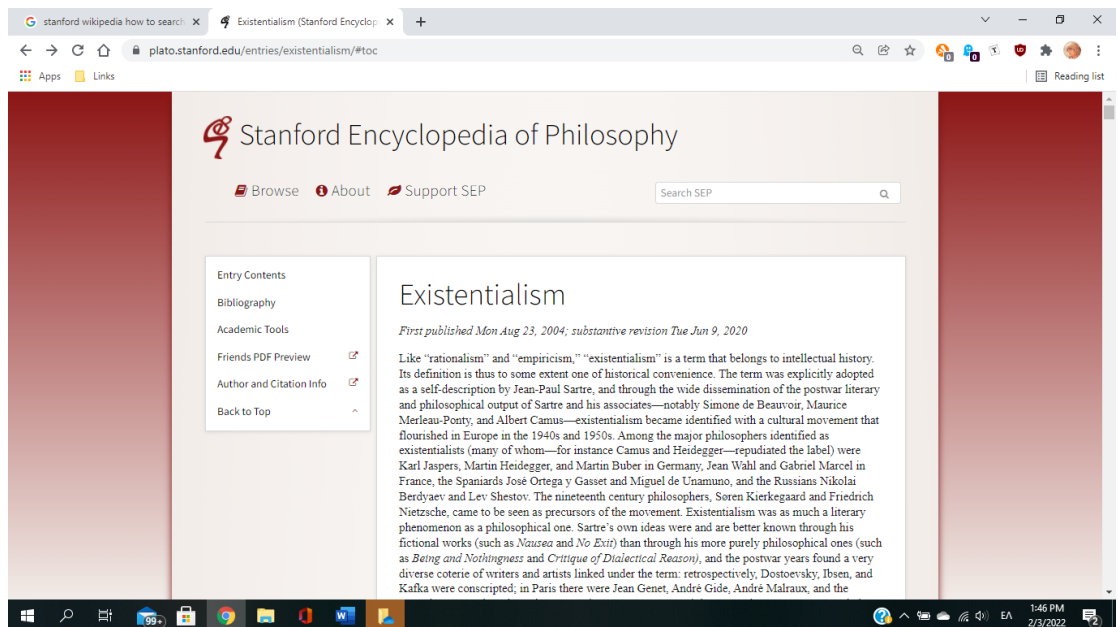 stanford wikipedia how to search
Existentialism (Stanford Encyclop
plato.stanford.edu/entries/existentialism/#toc
0
0
UD
Apps
Links
Reading list
Stanford Encyclopedia of Philosophy
Browse
About
Support SEP
Search SEP
Entry Contents
Bibliography
Academic Tools
Friends PDF Preview
Author and Citation Info
Back to Top
Existentialism
First published Mon Aug 23, 2004; substantive revision Tue Jun 9, 2020
Like “rationalism” and “empiricism,” “existentialism” is a term that belongs to intellectual history.
Its definition is thus to some extent one of historical convenience. The term was explicitly adopted
as a self-description by Jean-Paul Sartre, and through the wide dissemination of the postwar literary
and philosophical output of Sartre and his associates—notably Simone de Beauvoir, Maurice
Merleau-Ponty, and Albert Camus—existentialism became identified with a cultural movement that
flourished in Europe in the 1940s and 1950s. Among the major philosophers identified as
existentialists (many of whom—for instance Camus and Heidegger—repudiated the label) were
Karl Jaspers, Martin Heidegger, and Martin Buber in Germany, Jean Wahl and Gabriel Marcel in
France, the Spaniards José Ortega y Gasset and Miguel de Unamuno, and the Russians Nikolai
Berdyaev and Lev Shestov. The nineteenth century philosophers, Søren Kierkegaard and Friedrich
Nietzsche, came to be seen as precursors of the movement. Existentialism was as much a literary
phenomenon as a philosophical one. Sartre’s own ideas were and are better known through his
fictional works (such as Nausea and No Exit) than through his more purely philosophical ones (such
as Being and Nothingness and Critique of Dialectical Reason), and the postwar years found a very
diverse coterie of writers and artists linked under the term: retrospectively, Dostoevsky, Ibsen, and
Kafka were conscripted; in Paris there were Jean Genet, André Gide, André Malraux, and the
99+
ΕΛ
1:46 PM
2/3/2022
2